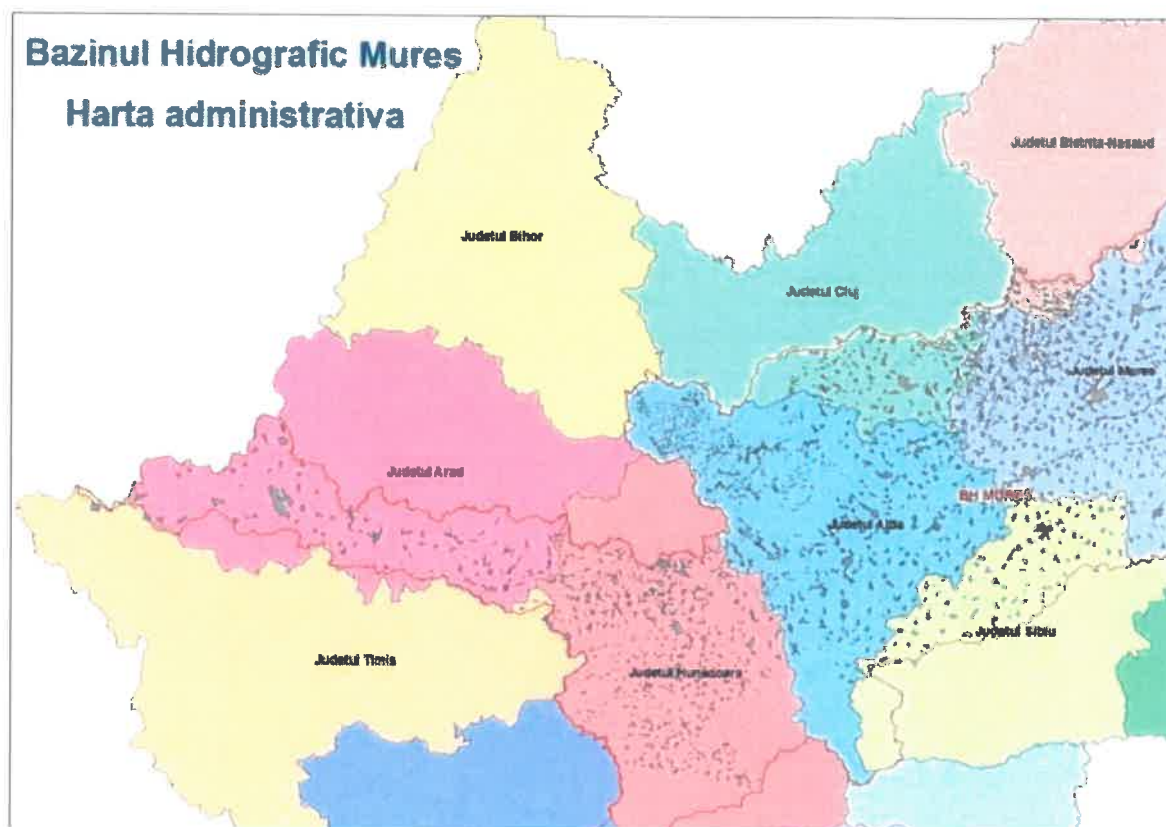 Bazinul Hidrografic Mures
Harta administrativa
Judetul Bistrita-Nasaud
Judetul Bihor
Judetul Cluj
Judetul Mures
Judetul Arad
BH MURES
Judetul Alba
Judetul Sibiu
Judetul Timis
Judetul Hunedoara